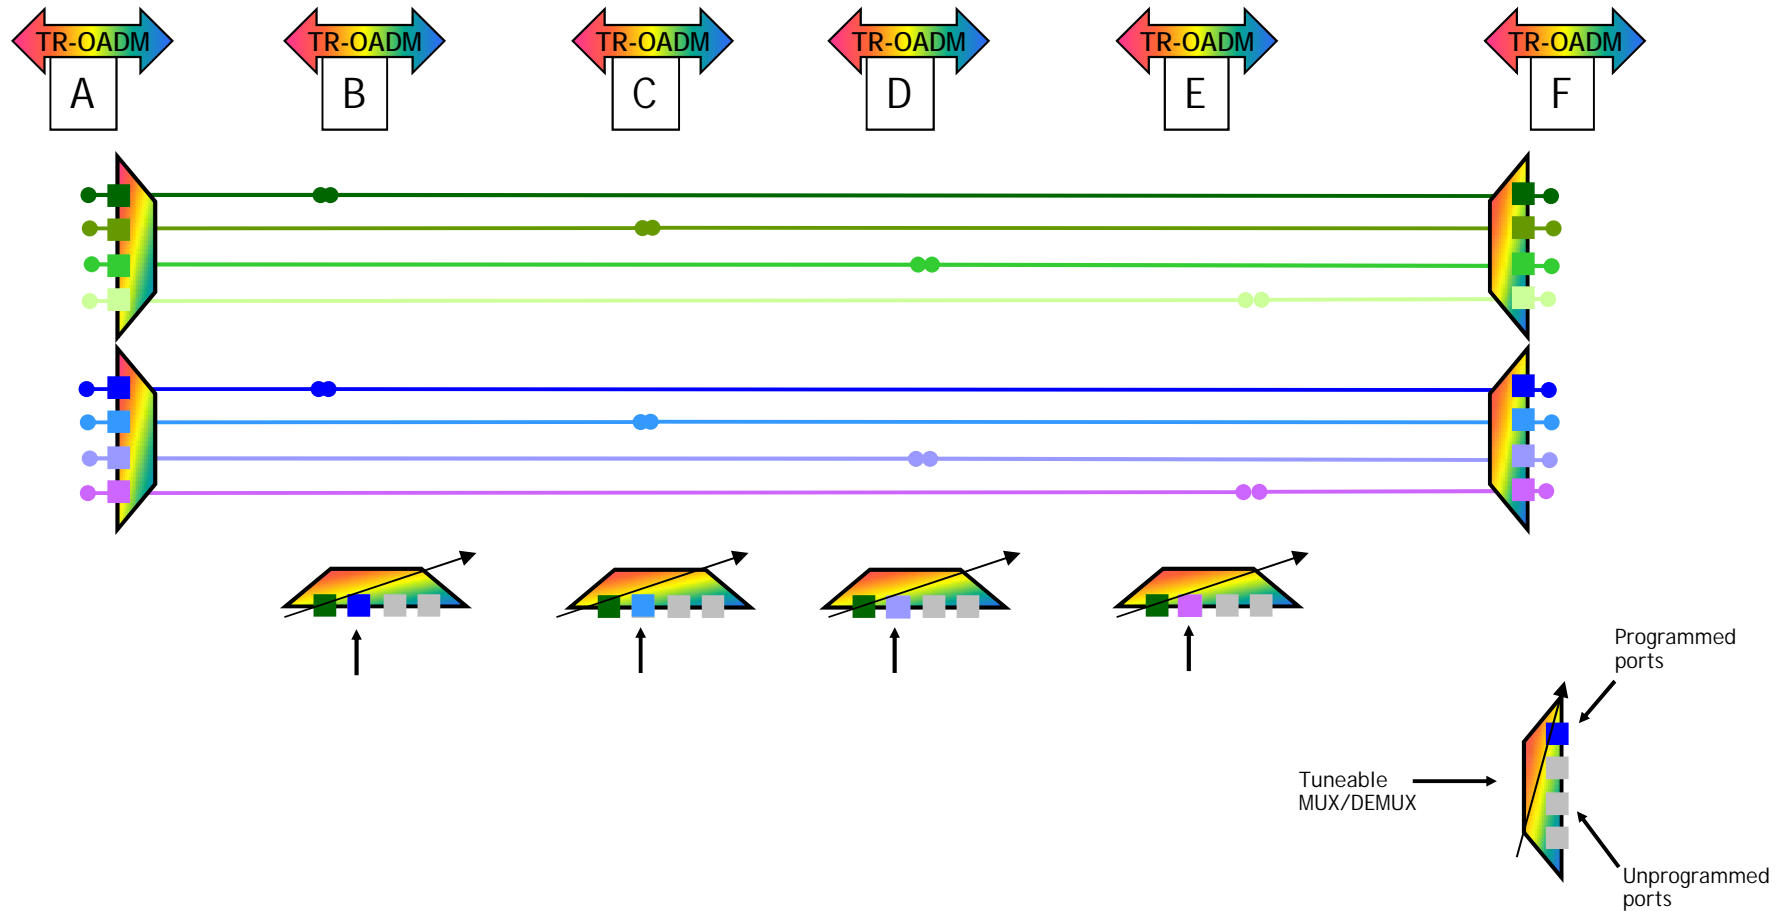 TR-OADM TR-OADM TR-OADM TR-OADM TR-OADM TR-OADM
A B C D E F
Programmed
ports
Tuneable
MUX/DEMUX
Unprogrammed
ports